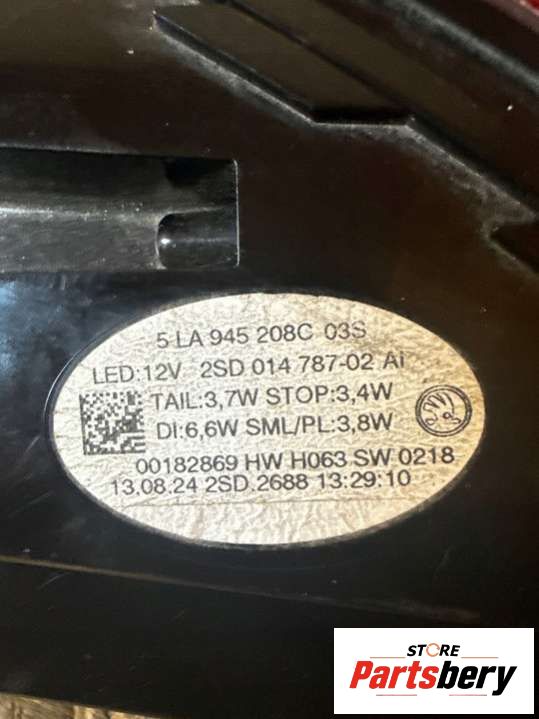 5 LA 945 208C 03S
LED:12V 2SD 014 787-02 Ai
TAIL:3,7W STOP:3,4W
DI:6,6W SML/PL:3,8W
00182869 HW H063 SW 0218
13.08.24 2SD.2688 13:29:10
STORE
Partsbery